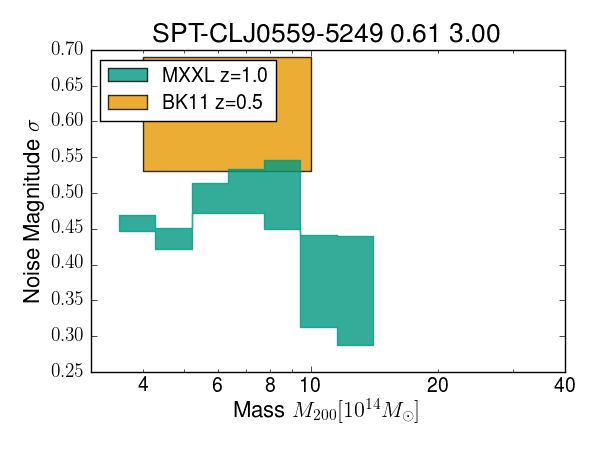 SPT-CLJ0559-5249 0.61 3.00
MXXL z=1.0
BK11 z=0.5
Noise Magnitude σ
0.70
0.65
0.60
0.55
0.50
0.45
0.40
0.35
0.30
0.25
4 6 8 10 20 40
Mass M₂₀₀[10¹⁴M☉]